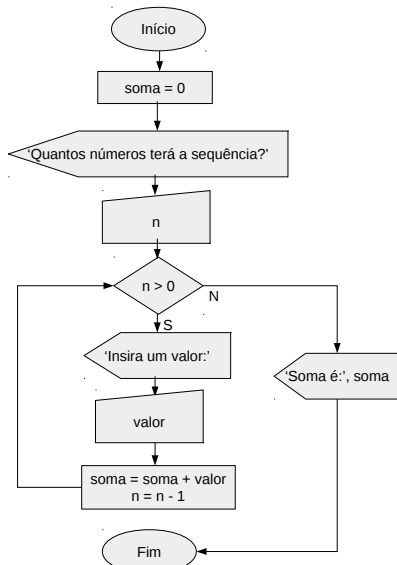 Início
soma = 0
‘Quantos números terá a sequência?’
n
n > 0
N
S
‘Insira um valor:’
‘Soma é:’, soma
valor
soma = soma + valor
n = n - 1
Fim